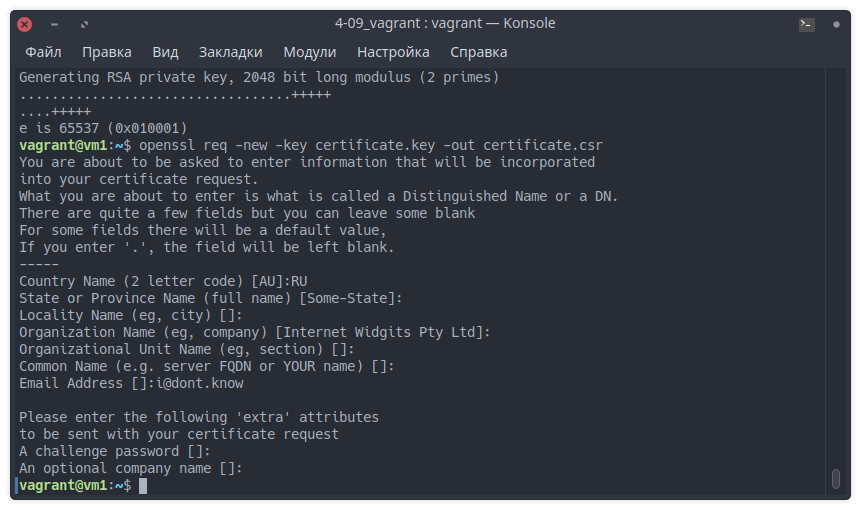 4-09_vagrant : vagrant — Konsole
Файл Правка Вид Закладки Модули Настройка Справка
Generating RSA private key, 2048 bit long modulus (2 primes)
..................................+++++
....+++++
e is 65537 (0x010001)
vagrant@vm1:~$ openssl req -new -key certificate.key -out certificate.csr
You are about to be asked to enter information that will be incorporated
into your certificate request.
What you are about to enter is what is called a Distinguished Name or a DN.
There are quite a few fields but you can leave some blank
For some fields there will be a default value,
If you enter '.', the field will be left blank.
-----
Country Name (2 letter code) [AU]:RU
State or Province Name (full name) [Some-State]:
Locality Name (eg, city) []:
Organization Name (eg, company) [Internet Widgits Pty Ltd]:
Organizational Unit Name (eg, section) []:
Common Name (e.g. server FQDN or YOUR name) []:
Email Address []:i@dont.know
Please enter the following 'extra' attributes
to be sent with your certificate request
A challenge password []:
An optional company name []:
vagrant@vm1:~$